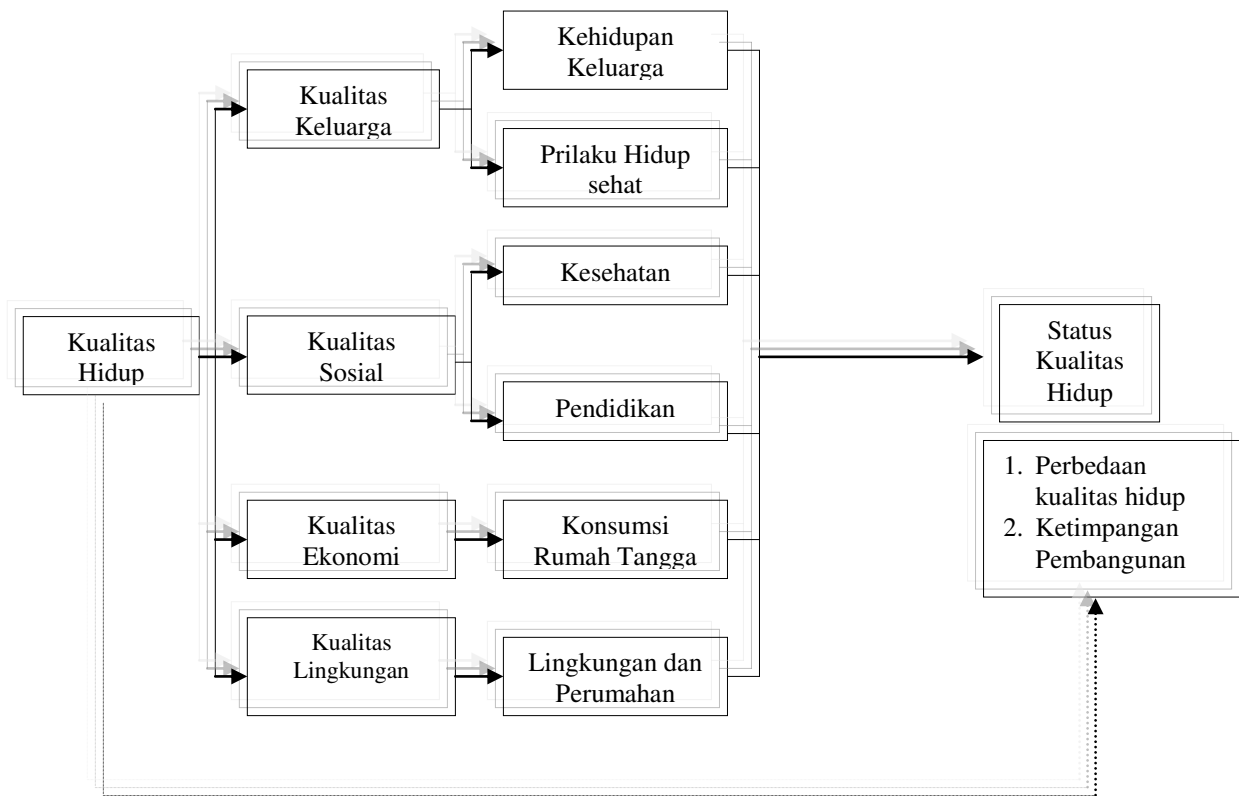 Kualitas
Hidup
Kualitas
Keluarga
Kualitas
Sosial
Kualitas
Ekonomi
Kualitas
Lingkungan
Kehidupan
Keluarga
Prilaku Hidup
sehat
Kesehatan
Pendidikan
Konsumsi
Rumah Tangga
Lingkungan dan
Perumahan
Status
Kualitas
Hidup
1. Perbedaan
kualitas hidup
2. Ketimpangan
Pembangunan